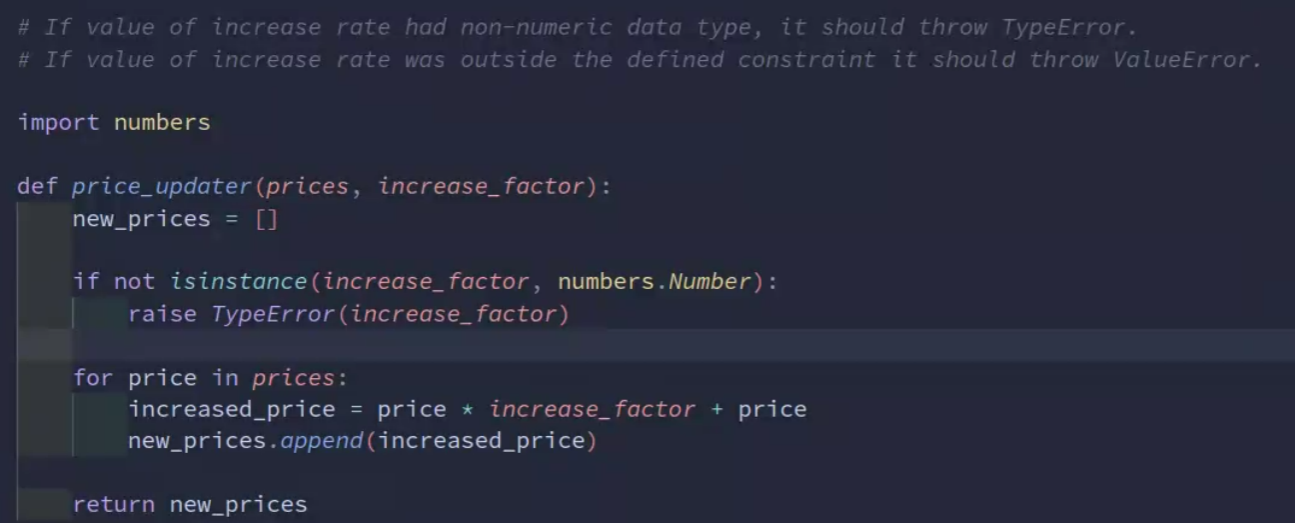 # If value of increase rate had non-numeric data type, it should throw TypeError.
# If value of increase rate was outside the defined constraint it should throw ValueError.
import numbers
def price_updater(prices, increase_factor):
    new_prices = []
    if not isinstance(increase_factor, numbers.Number):
        raise TypeError(increase_factor)
    for price in prices:
        increased_price = price * increase_factor + price
        new_prices.append(increased_price)
    return new_prices